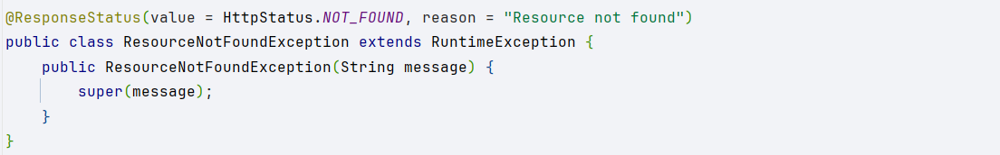 @ResponseStatus(value = HttpStatus.NOT_FOUND, reason = "Resource not found")
public class ResourceNotFoundException extends RuntimeException {
    public ResourceNotFoundException(String message) {
        super(message);
    }
}